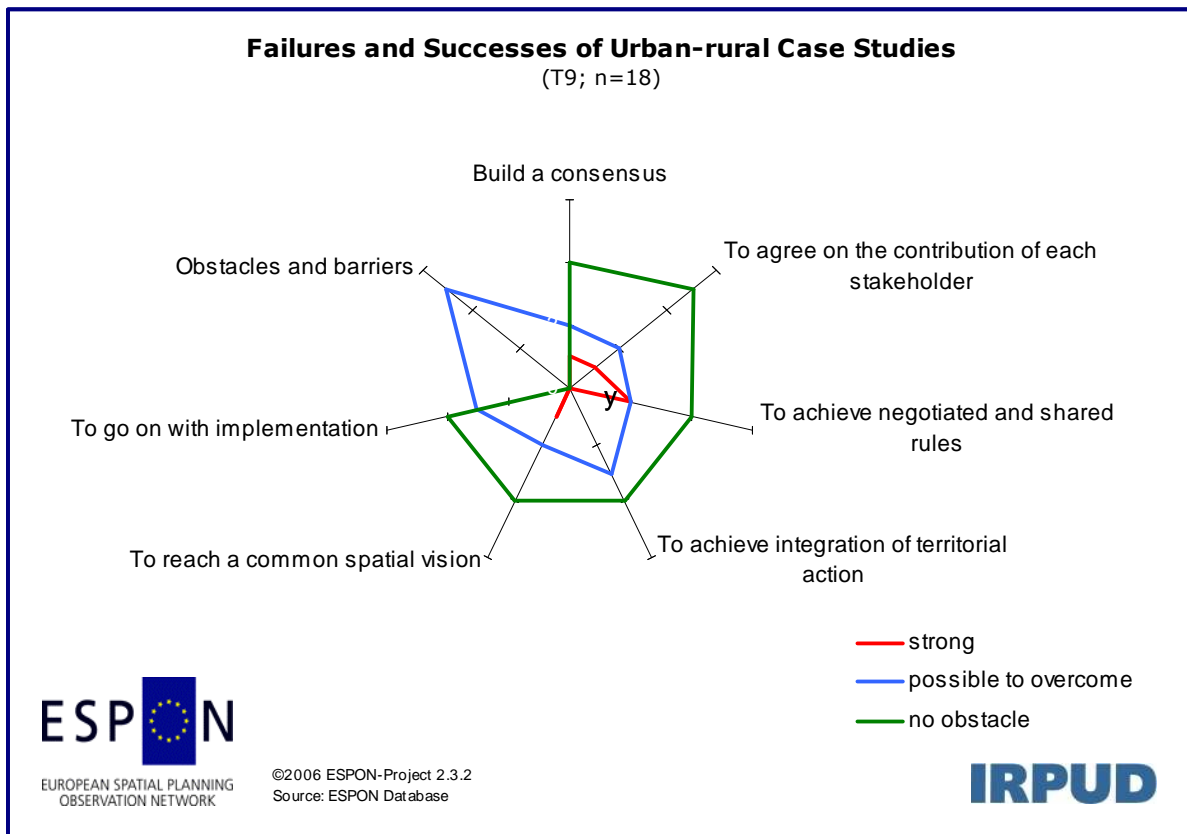 Failures and Successes of Urban-rural Case Studies
(T9; n=18)
Build a consensus
To agree on the contribution of each
stakeholder
Obstacles and barriers
y
To achieve negotiated and shared
rules
To go on with implementation
To achieve integration of territorial
action
To reach a common spatial vision
strong
possible to overcome
no obstacle
ESPON
EUROPEAN SPATIAL PLANNING
OBSERVATION NETWORK
©2006 ESPON-Project 2.3.2
Source: ESPON Database
IRPUD